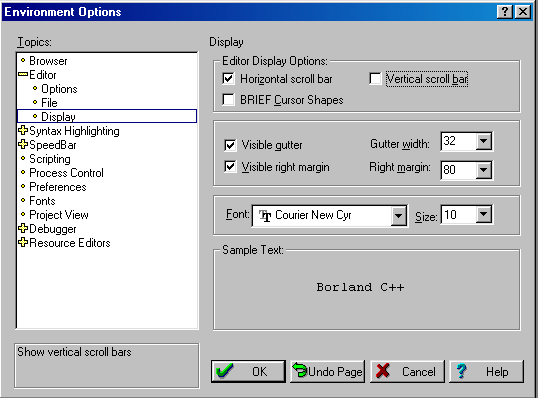 Environment Options
Topics:
Browser
Editor
Options
File
Display
Syntax Highlighting
SpeedBar
Scripting
Process Control
Preferences
Fonts
Project View
Debugger
Resource Editors
Show vertical scroll bars
Display
Editor Display Options:
Horizontal scroll bar Vertical scroll bar
BRIEF Cursor Shapes
Visible gutter Gutter width: 32
Visible right margin Right margin: 80
Font: Courier New Cyr Size: 10
Sample Text:
Borland C++
OK Undo Page Cancel Help